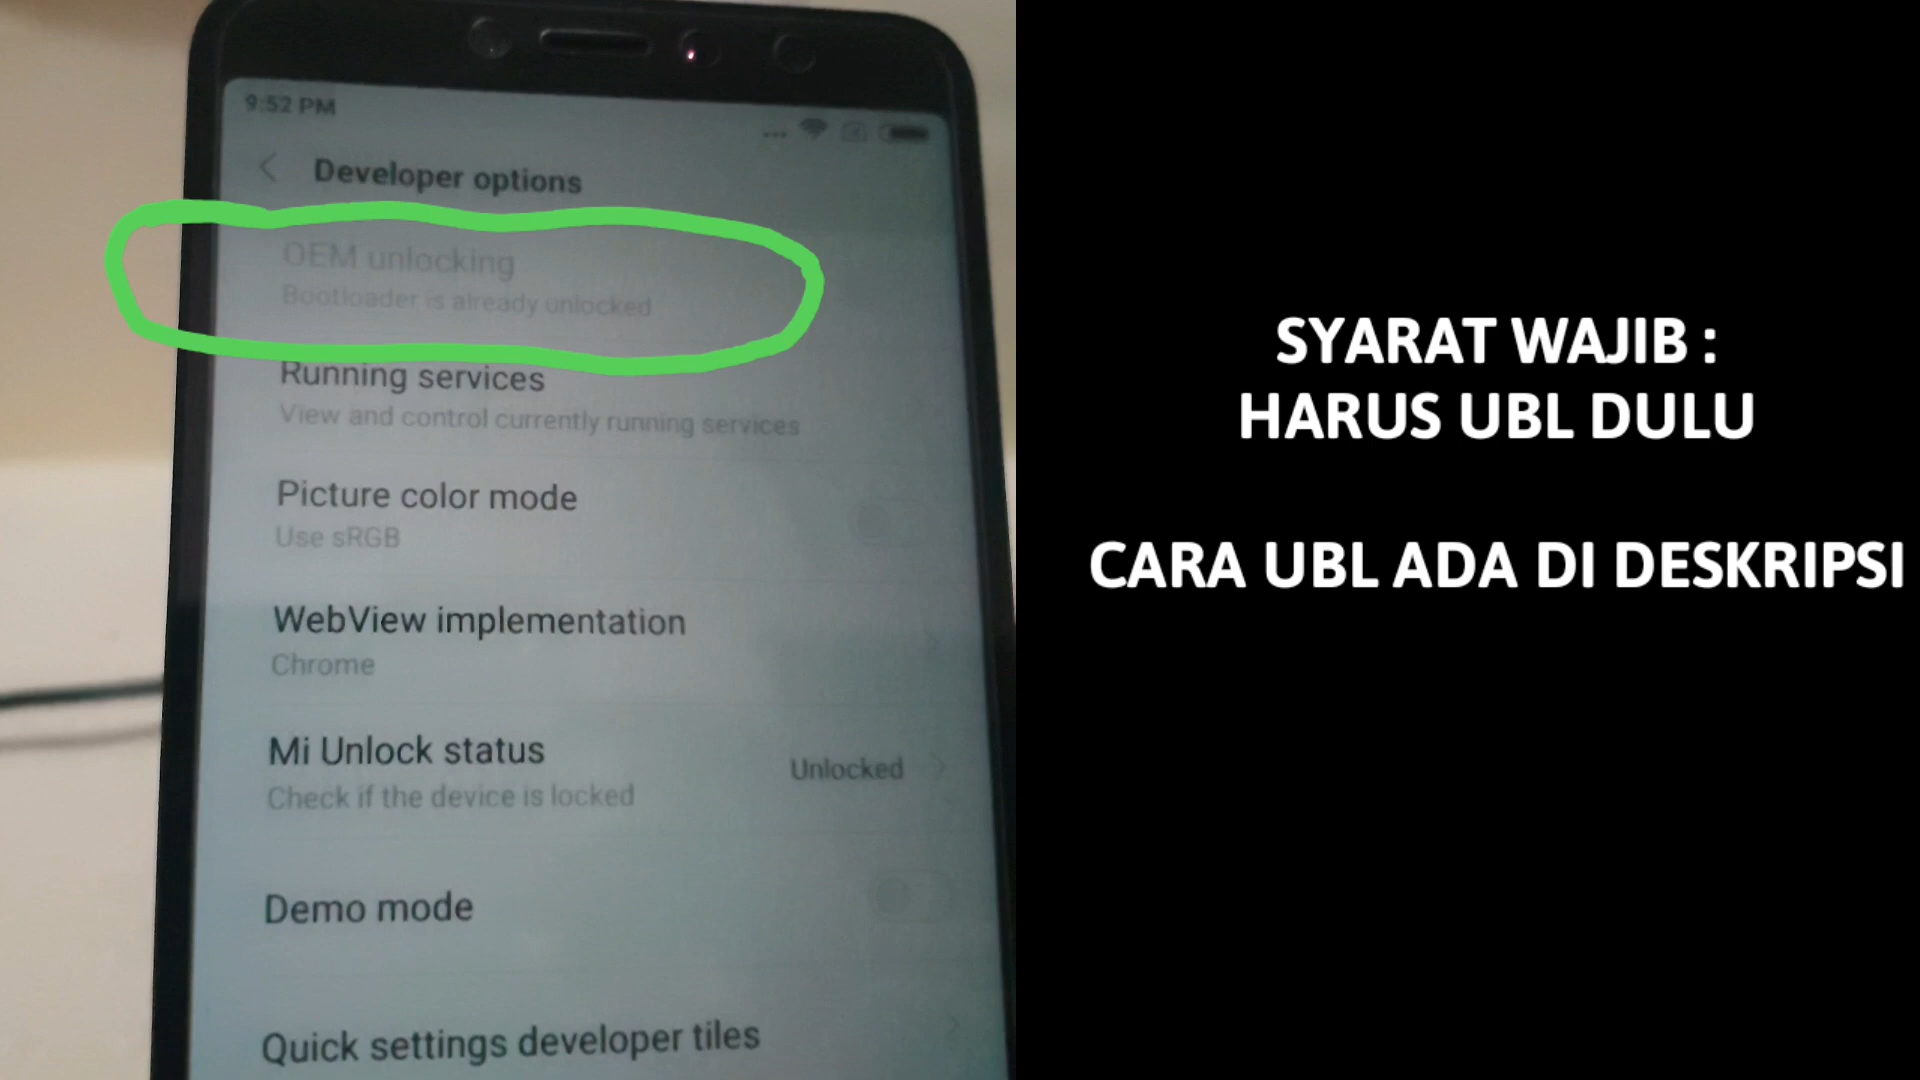 9:52 PM
Developer options
OEM unlocking
Bootloader is already unlocked
Running services
View and control currently running services
Picture color mode
Use sRGB
WebView implementation
Chrome
Mi Unlock status
Unlocked
Check if the device is locked
Demo mode
Quick settings developer tiles
SYARAT WAJIB :
HARUS UBL DULU
CARA UBL ADA DI DESKRIPSI